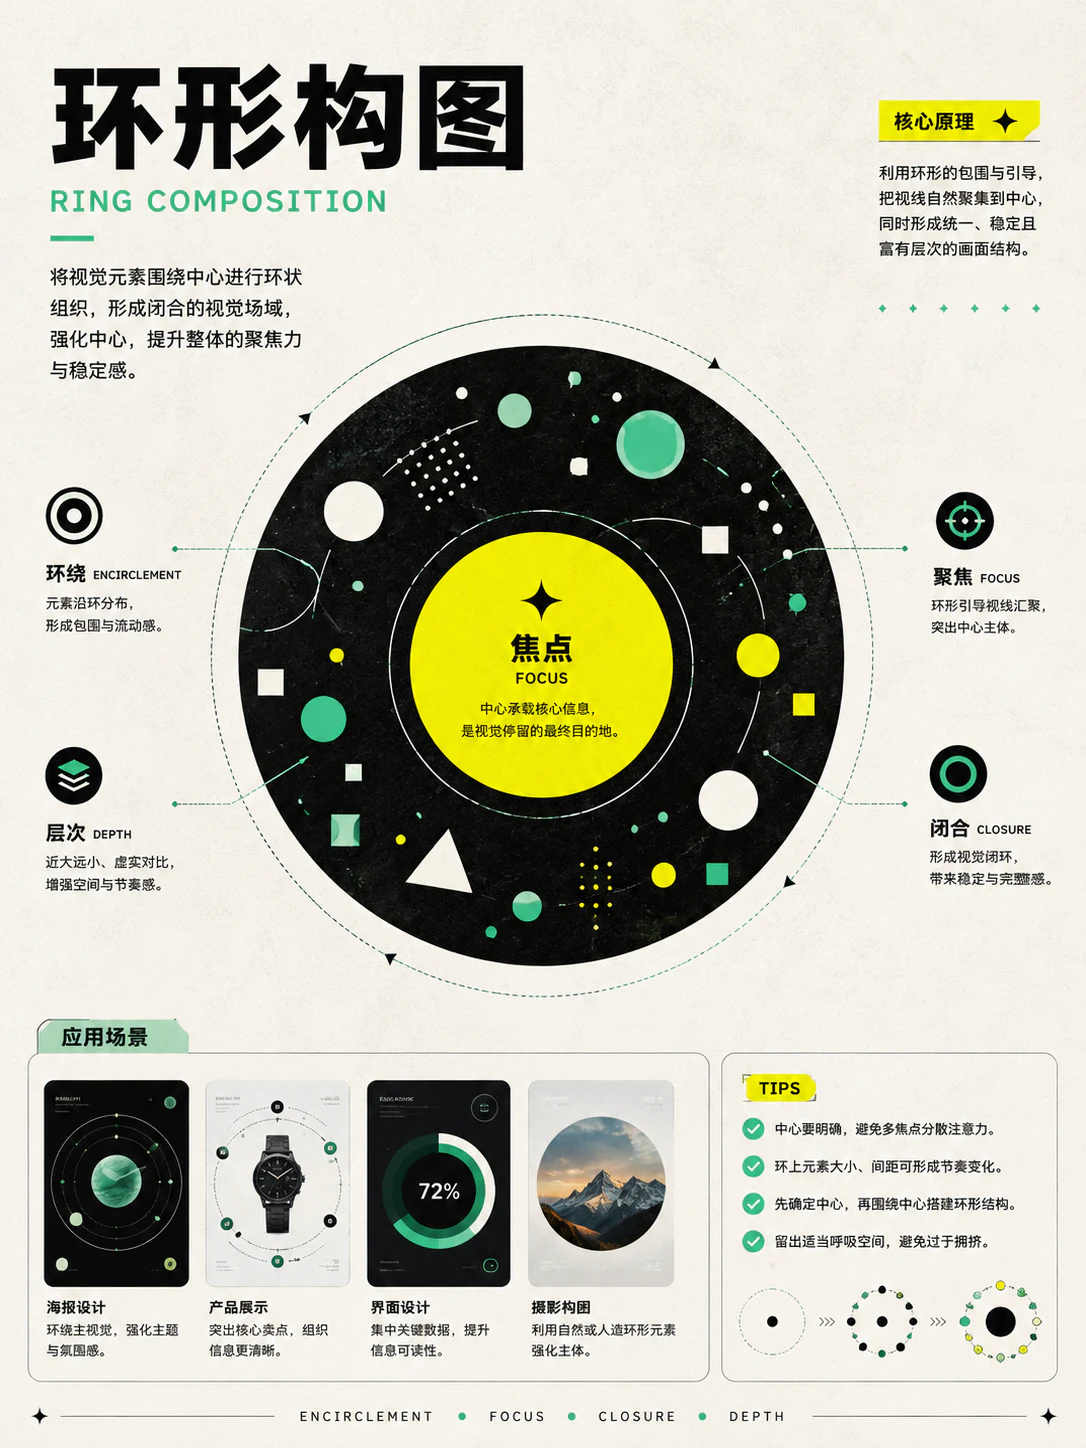 环形构图
RING COMPOSITION
将视觉元素围绕中心进行环状
组织，形成闭合的视觉场域，
强化中心，提升整体的聚焦力
与稳定感。
核心原理
利用环形的包围与引导，
把视线自然聚集到中心，
同时形成统一、稳定且
富有层次的画面结构。
环绕 ENCIRCLEMENT
元素沿环分布，
形成包围与流动感。
聚焦 FOCUS
环形引导视线汇聚，
突出中心主体。
焦点
FOCUS
中心承载核心信息，
是视觉停留的最终目的地。
层次 DEPTH
近大远小、虚实对比，
增强空间与节奏感。
闭合 CLOSURE
形成视觉闭环，
带来稳定与完整感。
应用场景
72%
海报设计
环绕主视觉，强化主题
与氛围感。
产品展示
突出核心卖点，组织
信息更清晰。
界面设计
集中关键数据，提升
信息可读性。
摄影构图
利用自然或人造环形元素
强化主体。
TIPS
中心要明确，避免多焦点分散注意力。
环上元素大小、间距可形成节奏变化。
先确定中心，再围绕中心搭建环形结构。
留出适当呼吸空间，避免过于拥挤。
ENCIRCLEMENT ● FOCUS ● CLOSURE ● DEPTH